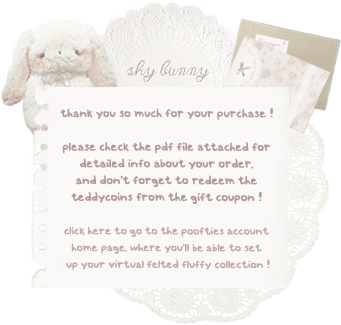 shy bunny
thank you so much for your purchase !
please check the pdf file attached for
detailed info about your order,
and don't forget to redeem the
teddycoins from the gift coupon !
click here to go to the poofties account
home page, where you'll be able to set
up your virtual felted fluffy collection !